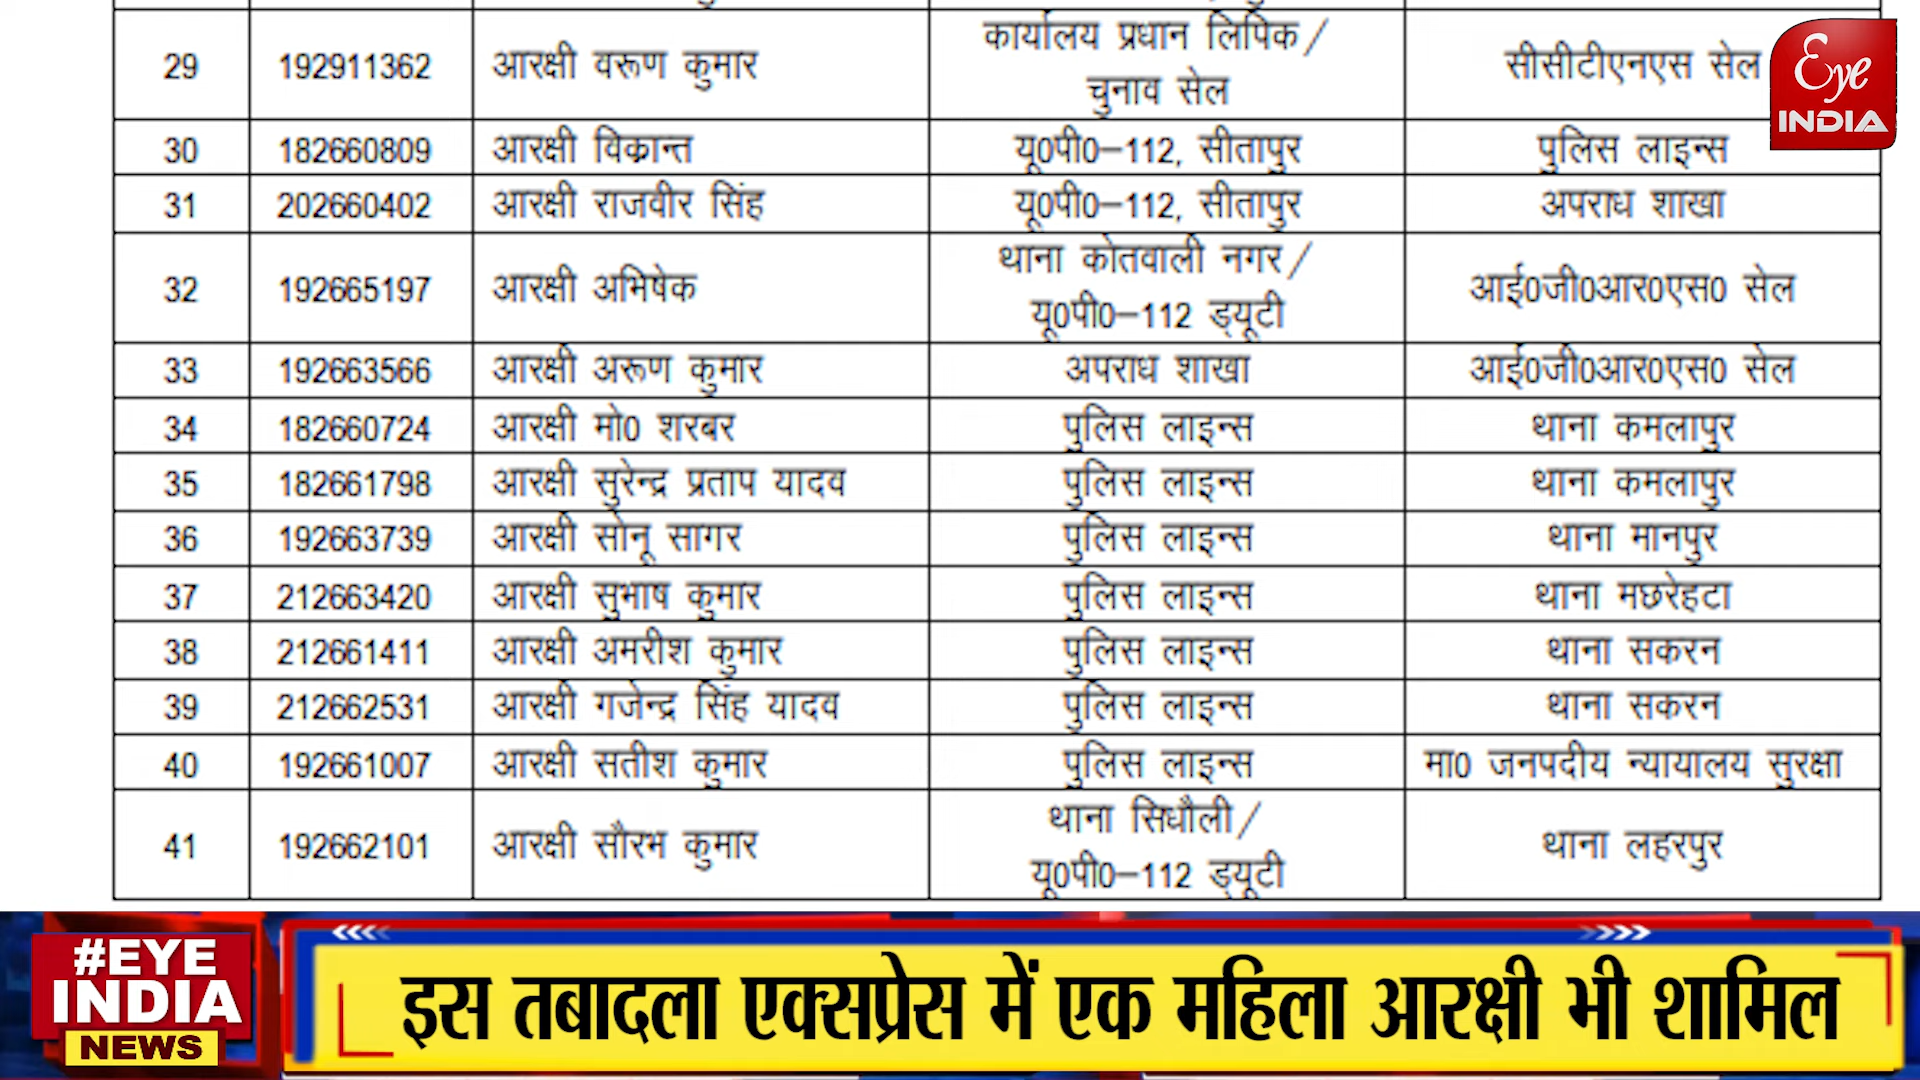 29 192911362 आरक्षी वरूण कुमार कार्यालय प्रधान लिपिक/ चुनाव सेल सीसीटीएनएस सेल
30 182660809 आरक्षी विक्रान्त यू0पी0–112, सीतापुर पुलिस लाइन्स
31 202660402 आरक्षी राजवीर सिंह यू0पी0–112, सीतापुर अपराध शाखा
32 192665197 आरक्षी अभिषेक थाना कोतवाली नगर/ यू0पी0–112 ड्यूटी आई0जी0आर0एस0 सेल
33 192663566 आरक्षी अरूण कुमार अपराध शाखा आई0जी0आर0एस0 सेल
34 182660724 आरक्षी मो0 शरबर पुलिस लाइन्स थाना कमलापुर
35 182661798 आरक्षी सुरेन्द्र प्रताप यादव पुलिस लाइन्स थाना कमलापुर
36 192663739 आरक्षी सोनू सागर पुलिस लाइन्स थाना मानपुर
37 212663420 आरक्षी सुभाष कुमार पुलिस लाइन्स थाना मछरेहटा
38 212661411 आरक्षी अमरीश कुमार पुलिस लाइन्स थाना सकरन
39 212662531 आरक्षी गजेन्द्र सिंह यादव पुलिस लाइन्स थाना सकरन
40 192661007 आरक्षी सतीश कुमार पुलिस लाइन्स मा0 जनपदीय न्यायालय सुरक्षा
41 192662101 आरक्षी सौरभ कुमार थाना सिधौली/ यू0पी0–112 ड्यूटी थाना लहरपुर
Eye
INDIA
#EYE
INDIA
NEWS
इस तबादला एक्सप्रेस में एक महिला आरक्षी भी शामिल